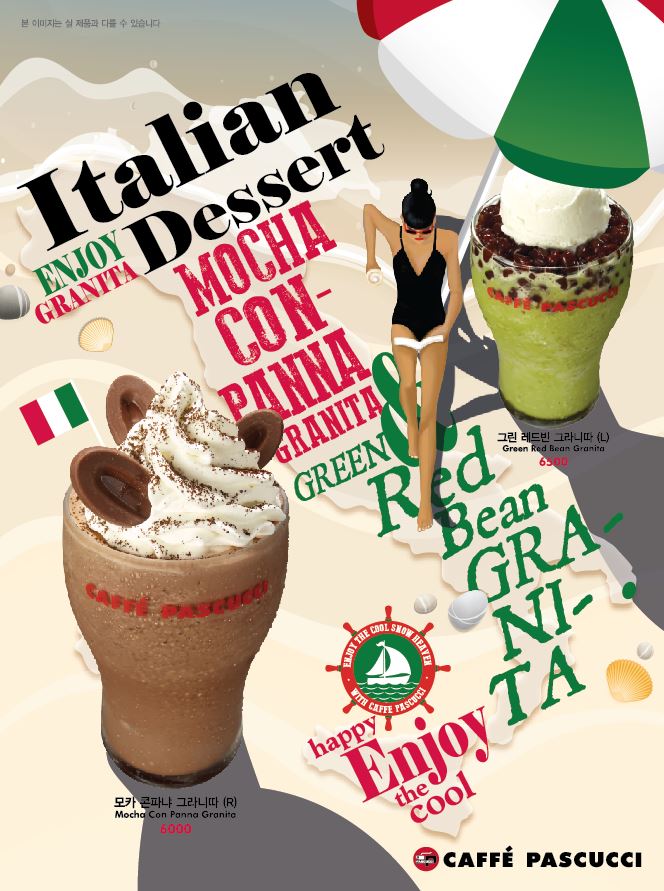 본 이미지는 실 제품과 다를 수 있습니다
Italian
Dessert
ENJOY
GRANITA
MOCHA
CON-
PANNA
GRANITA
&
GREEN
Red
Bean
GRA-
NI-
TA
CAFFÉ PASCUCCI
그린 레드빈 그라니따 (L)
Green Red Bean Granita
6500
CAFFÉ PASCUCCI
모카 콘파냐 그라니따 (R)
Mocha Con Panna Granita
6000
ENJOY THE COOL SNOW HEAVEN
WITH CAFFE PASCUCCI
happy
Enjoy
the
cool
CAFFÉ PASCUCCI